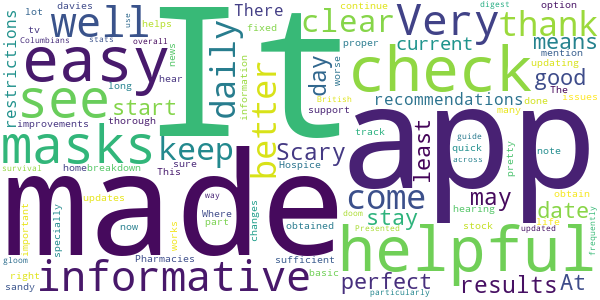 restrictions
lot
davies
tv
Columbians
stats
use
helps
overall
fixed
well
It
Very
There
clear
continue
digest
option
thank
easy
daily
news
hear
information
day
worse
proper
current
means
mention
updating
The
see
start
long
thorough
better
British
support
check
good
recommendations
done
issues
many
improvements
masks
home
breakdown
keep
sure
This
Hospice
Scary
track
least
pretty
guide
quick
across
note
survival
updates
now
Where
way
part
obtained
changes
made
app
come
stay
may
date
obtain
life
hearing
stock
updated
important
specially
works
Pharmacies
sufficient
basic
right
gloom
sandy
informative
perfect
doom
Presented
helpful
results
At
particularly
frequently